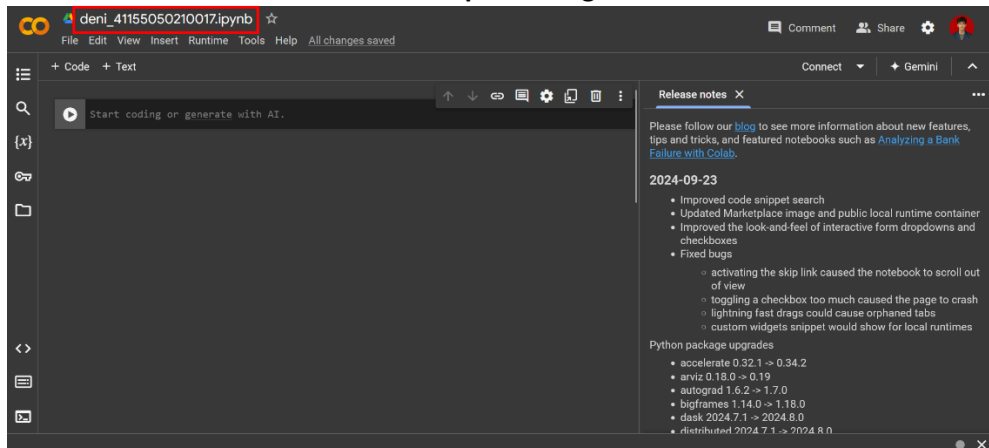 deni_41155050210017.ipynb
Comment
Share
File Edit View Insert Runtime Tools Help All changes saved
+ Code + Text
Connect
Gemini
Start coding or generate with AI.
{x}
<>
Release notes
Please follow our blog to see more information about new features,
tips and tricks, and featured notebooks such as Analyzing a Bank
Failure with Colab.
2024-09-23
• Improved code snippet search
• Updated Marketplace image and public local runtime container
• Improved the look-and-feel of interactive form dropdowns and
checkboxes
• Fixed bugs
◦ activating the skip link caused the notebook to scroll out
of view
◦ toggling a checkbox too much caused the page to crash
◦ lightning fast drags could cause orphaned tabs
◦ custom widgets snippet would show for local runtimes
Python package upgrades
• accelerate 0.32.1 -> 0.34.2
• arviz 0.18.0 -> 0.19
• autograd 1.6.2 -> 1.7.0
• bigframes 1.14.0 -> 1.18.0
• dask 2024.7.1 -> 2024.8.0
• distributed 2024.7.1 -> 2024.8.0